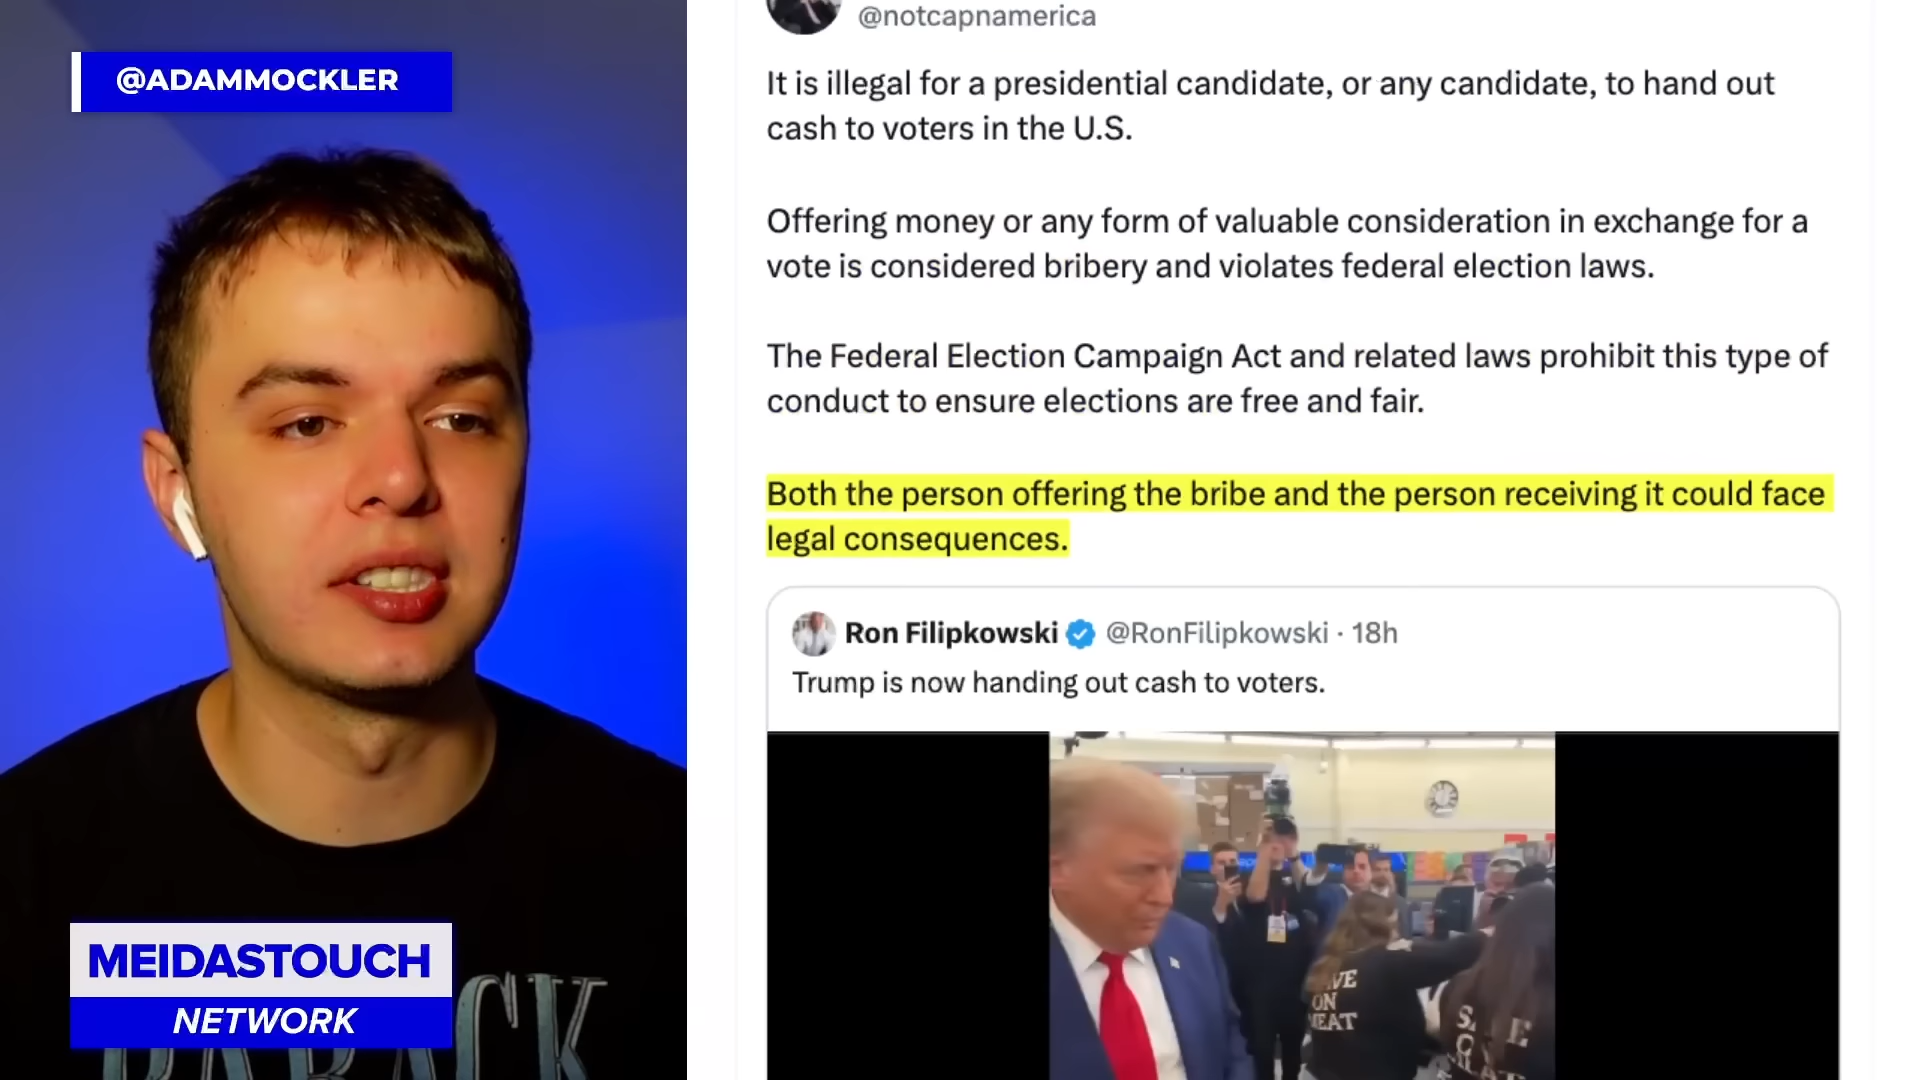 @ADAMMOCKLER
@notcapnamerica
It is illegal for a presidential candidate, or any candidate, to hand out
cash to voters in the U.S.
Offering money or any form of valuable consideration in exchange for a
vote is considered bribery and violates federal election laws.
The Federal Election Campaign Act and related laws prohibit this type of
conduct to ensure elections are free and fair.
Both the person offering the bribe and the person receiving it could face
legal consequences.
Ron Filipkowski @RonFilipkowski · 18h
Trump is now handing out cash to voters.
ON
MEIDASTOUCH
NETWORK
BARACK